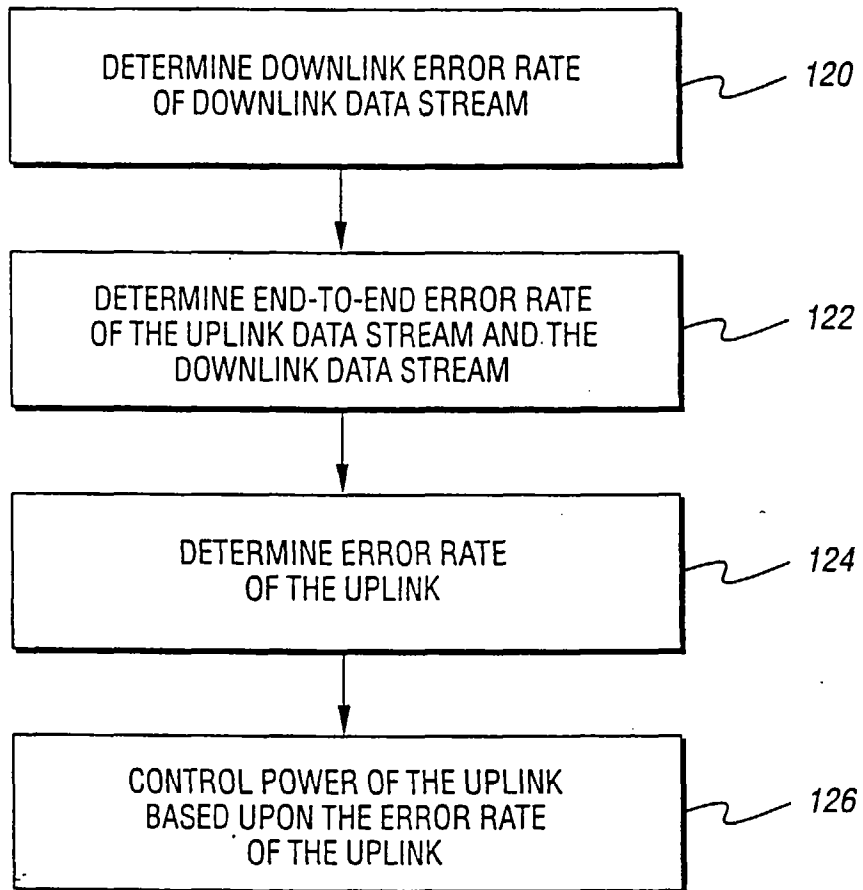 DETERMINE DOWNLINK ERROR RATE
OF DOWNLINK DATA STREAM
120
DETERMINE END-TO-END ERROR RATE
OF THE UPLINK DATA STREAM AND THE
DOWNLINK DATA STREAM
122
DETERMINE ERROR RATE
OF THE UPLINK
124
CONTROL POWER OF THE UPLINK
BASED UPON THE ERROR RATE
OF THE UPLINK
126